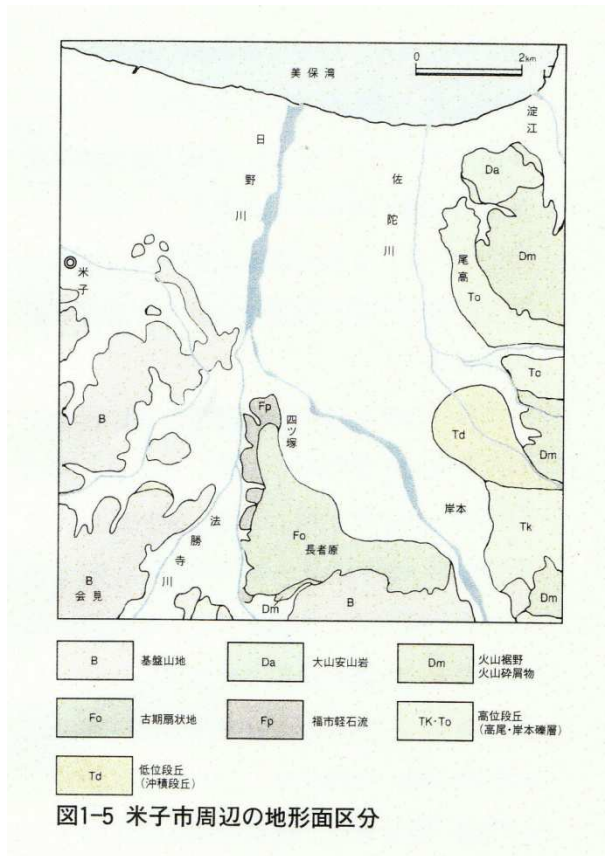 美保湾
0 2km
淀江
日野川
佐陀川
Da
Dm
尾高
To
米子
Tc
B
Fp
四ツ塚
Td
Dm
岸本
Tk
法勝寺川
Fo
長者原
B
会見
Dm
B
Dm
B 基盤山地
Da 大山安山岩
Dm 火山裾野
火山砕屑物
Fo 古期扇状地
Fp 福市軽石流
TK・To 高位段丘
(高尾・岸本礫層)
Td 低位段丘
(沖積段丘)
図1-5 米子市周辺の地形面区分